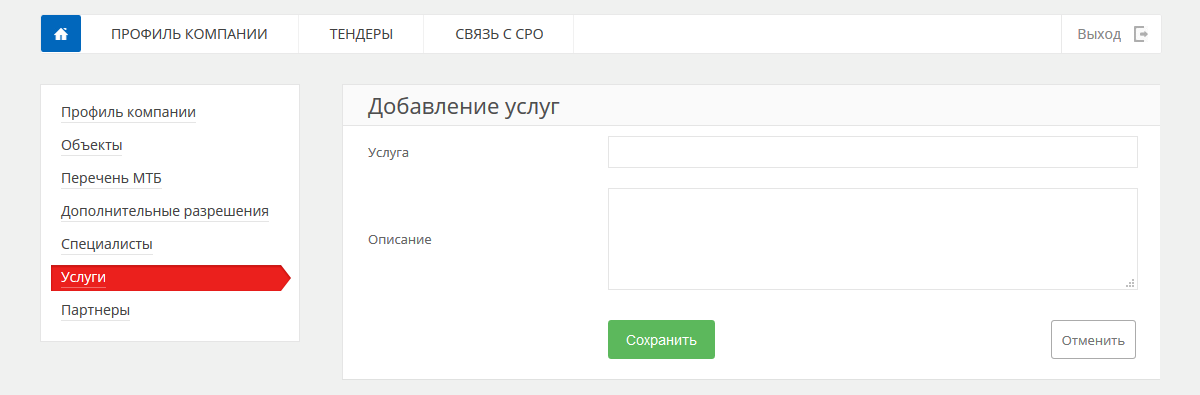 ПРОФИЛЬ КОМПАНИИ ТЕНДЕРЫ СВЯЗЬ С СРО Выход
Профиль компании
Объекты
Перечень МТБ
Дополнительные разрешения
Специалисты
Услуги
Партнеры
Добавление услуг
Услуга
Описание
Сохранить Отменить